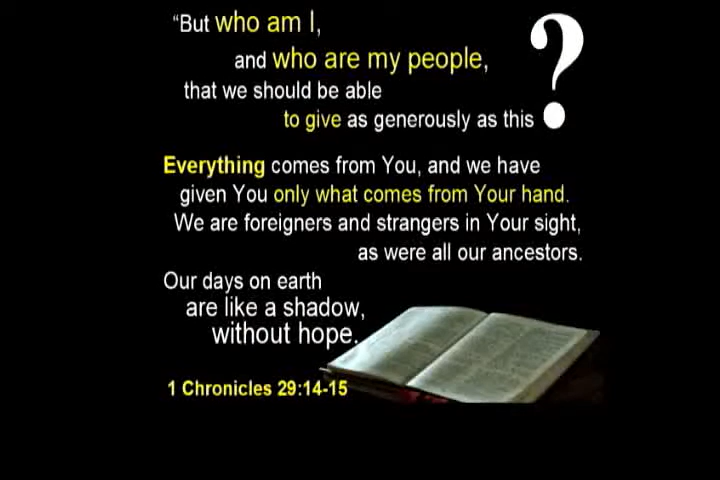 “But who am I,
and who are my people,
that we should be able
to give as generously as this ?
Everything comes from You, and we have
given You only what comes from Your hand.
We are foreigners and strangers in Your sight,
as were all our ancestors.
Our days on earth
are like a shadow,
without hope.
1 Chronicles 29:14-15